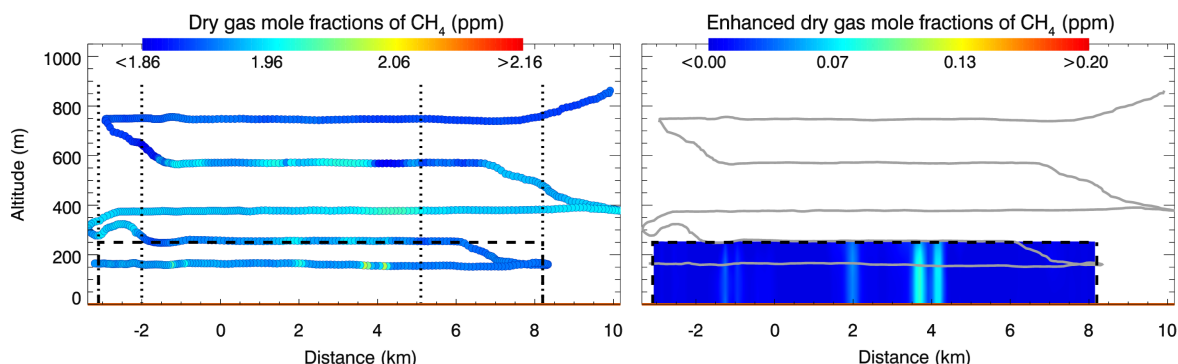 Dry gas mole fractions of CH4 (ppm)
<1.86 1.96 2.06 >2.16
1000
800
600
400
200
0
Altitude (m)
-2 0 2 4 6 8 10
Distance (km)
Enhanced dry gas mole fractions of CH4 (ppm)
<0.00 0.07 0.13 >0.20
-2 0 2 4 6 8 10
Distance (km)